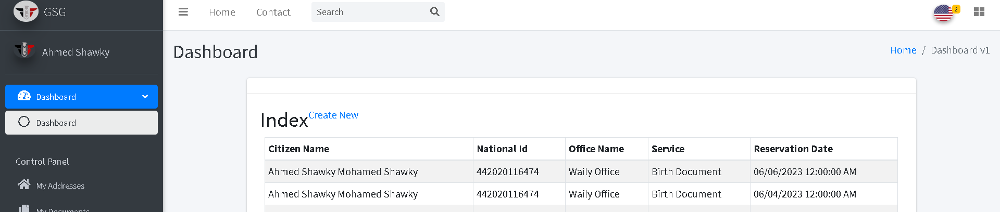 GSG
Home Contact Search 2
Ahmed Shawky
Dashboard
Home / Dashboard v1
Dashboard
Dashboard
Control Panel
My Addresses
My Documents
Index Create New
Citizen Name National Id Office Name Service Reservation Date
Ahmed Shawky Mohamed Shawky 442020116474 Waily Office Birth Document 06/06/2023 12:00:00 AM
Ahmed Shawky Mohamed Shawky 442020116474 Waily Office Birth Document 06/04/2023 12:00:00 AM